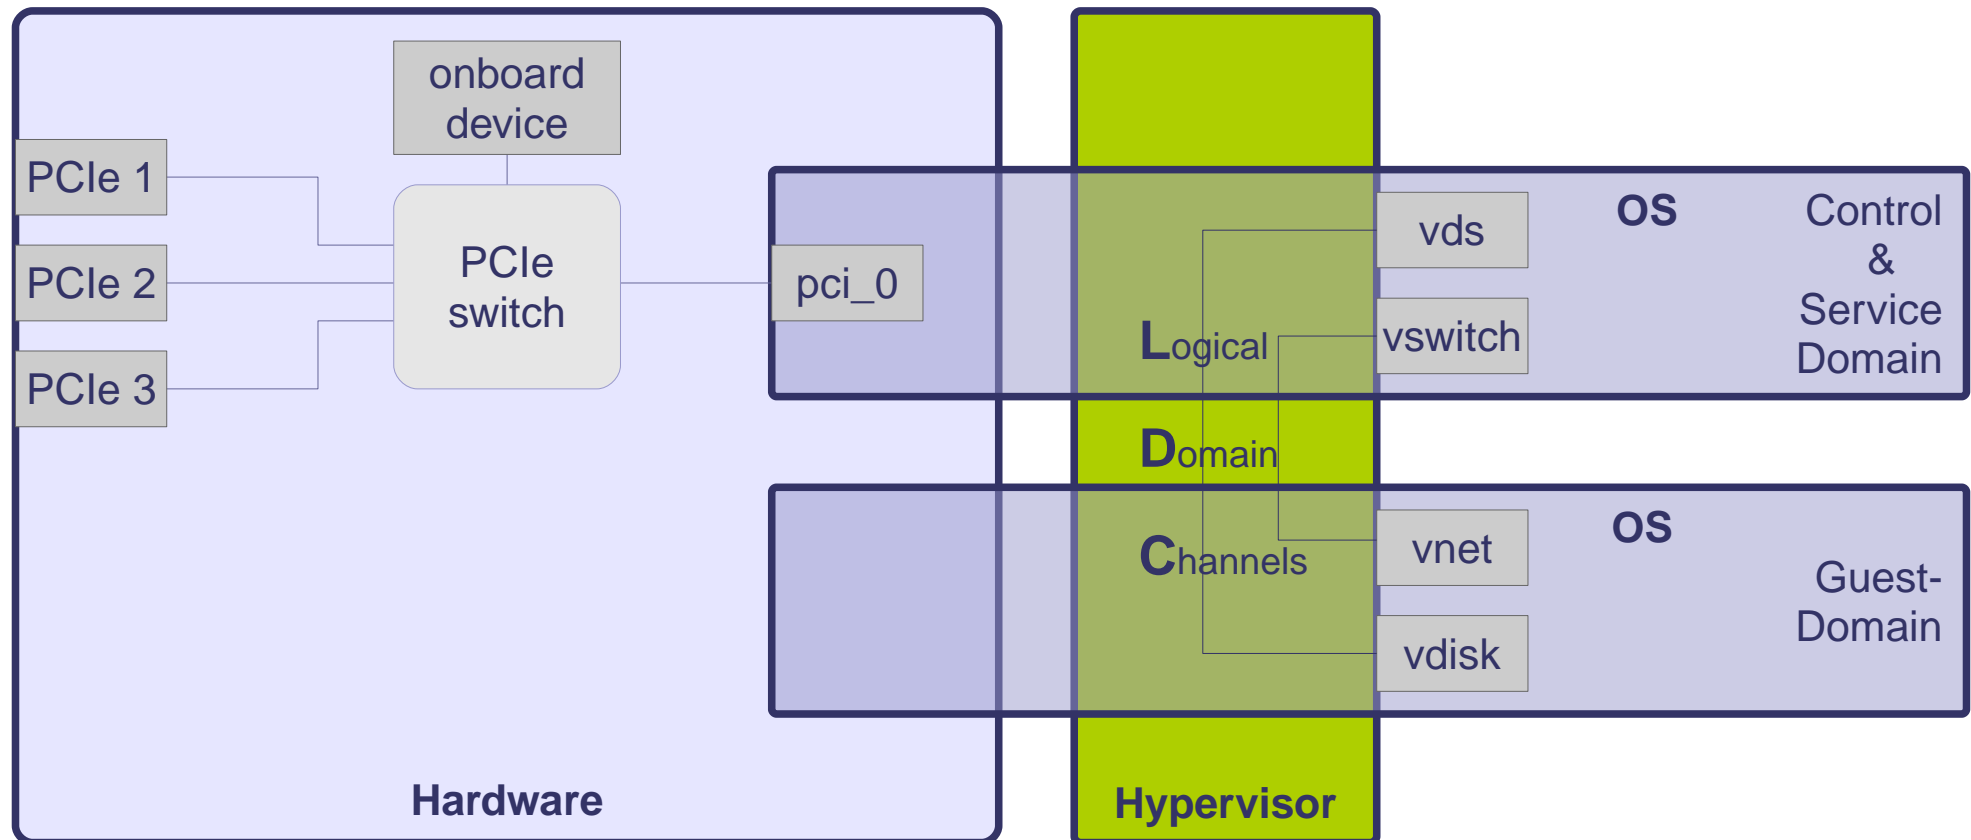 onboard
device
PCIe 1
PCIe 2
PCIe 3
PCIe
switch
pci_0
Logical
Domain
Channels
vds
vswitch
OS
Control
&
Service
Domain
vnet
vdisk
OS
Guest-
Domain
Hardware
Hypervisor